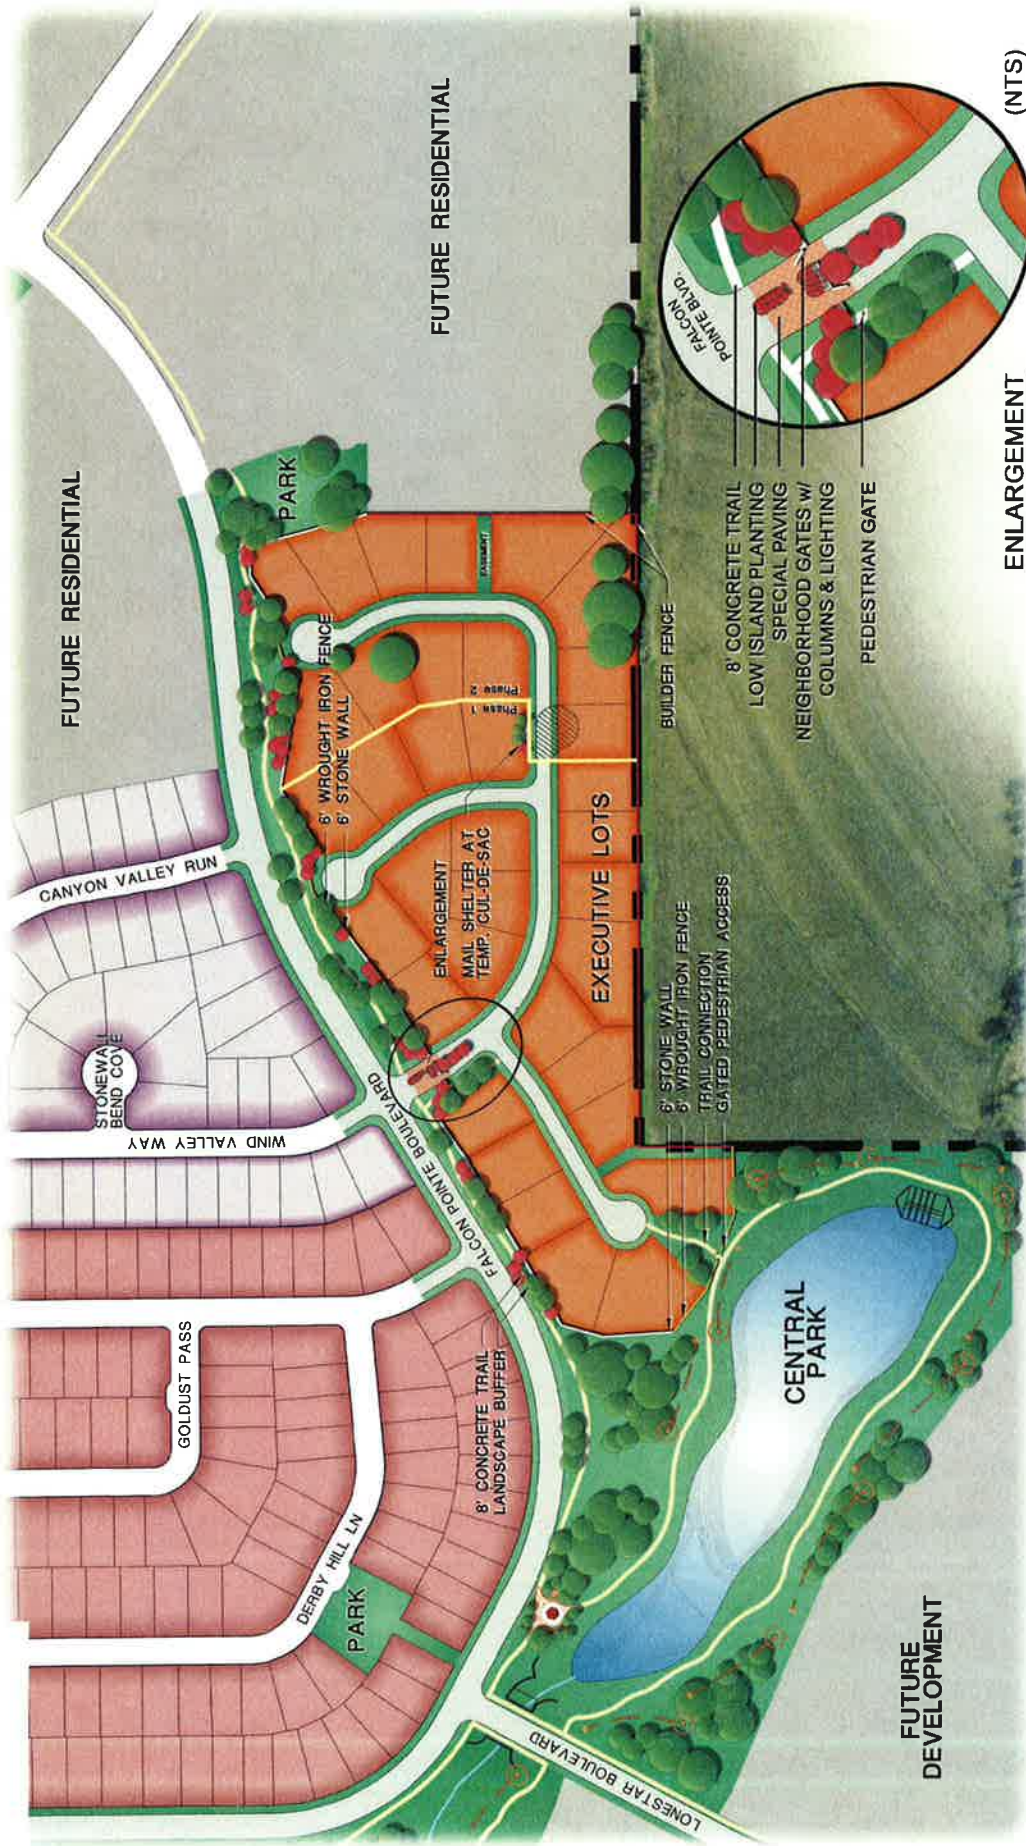 FUTURE RESIDENTIAL
FUTURE RESIDENTIAL
PARK
EASEMENT
CANYON VALLEY RUN
STONEWALL
BEND COVE
WIND VALLEY WAY
FALCON POINTE BOULEVARD
GOLDUST PASS
DERBY HILL LN
PARK
8' CONCRETE TRAIL
LANDSCAPE BUFFER
LONESTAR BOULEVARD
6' WROUGHT IRON FENCE
6' STONE WALL
Phase 1
Phase 2
ENLARGEMENT
MAIL SHELTER AT
TEMP. CUL-DE-SAC
EXECUTIVE LOTS
BUILDER FENCE
6' STONE WALL
6' WROUGHT IRON FENCE
TRAIL CONNECTION
GATED PEDESTRIAN ACCESS
CENTRAL
PARK
FUTURE
DEVELOPMENT
FALCON
POINTE BLVD.
8' CONCRETE TRAIL
LOW ISLAND PLANTING
SPECIAL PAVING
NEIGHBORHOOD GATES W/
COLUMNS & LIGHTING
PEDESTRIAN GATE
ENLARGEMENT (NTS)